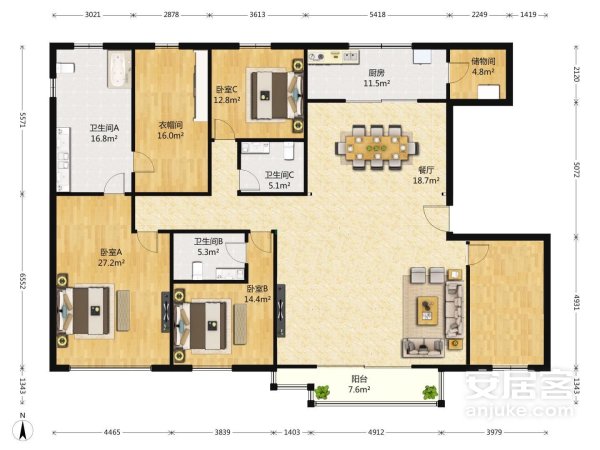 3021 2878 3613 5418 2249 1419
5571
6552
1343
2120
5072
4931
1343
卫生间A
16.8m²
衣帽间
16.0m²
卧室C
12.8m²
厨房
11.5m²
储物间
4.8m²
卫生间C
5.1m²
餐厅
18.7m²
卧室A
27.2m²
卫生间B
5.3m²
卧室B
14.4m²
阳台
7.6m²
N
4465 3839 1403 4912 3979
安居客
anjuke.com